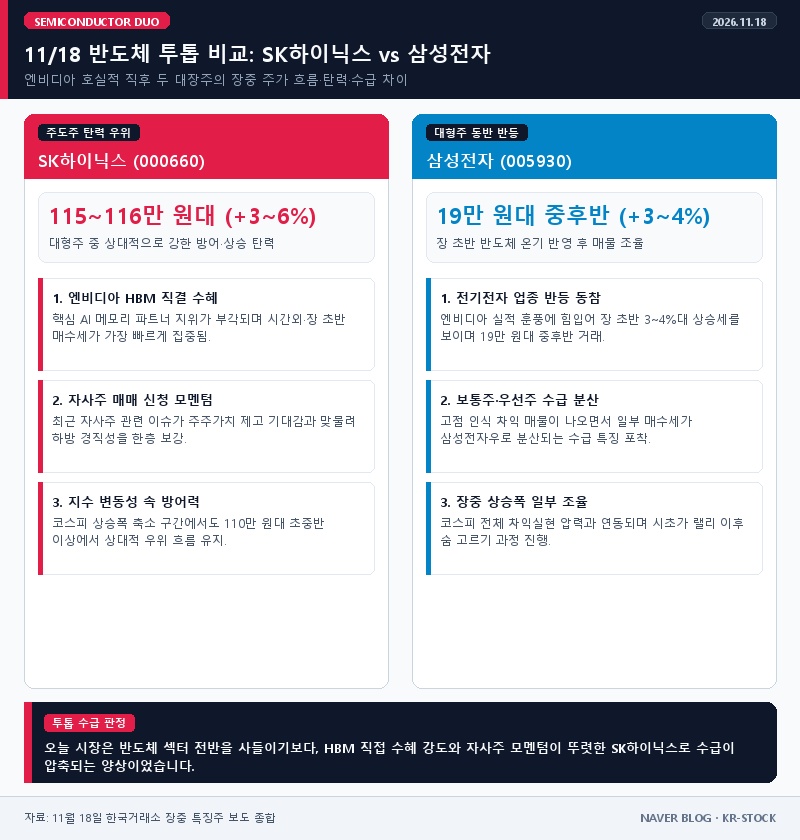 SEMICONDUCTOR DUO
2026.11.18
11/18 반도체 투톱 비교: SK하이닉스 vs 삼성전자
엔비디아 호실적 직후 두 대장주의 장중 주가 흐름·탄력·수급 차이
주도주 탄력 우위
SK하이닉스 (000660)
115~116만 원대 (+3~6%)
대형주 중 상대적으로 강한 방어·상승 탄력
1. 엔비디아 HBM 직결 수혜
핵심 AI 메모리 파트너 지위가 부각되며 시간외·장 초반
매수세가 가장 빠르게 집중됨.
2. 자사주 매매 신청 모멘텀
최근 자사주 관련 이슈가 주주가치 제고 기대감과 맞물려
하방 경직성을 한층 보강.
3. 지수 변동성 속 방어력
코스피 상승폭 축소 구간에서도 110만 원대 초중반
이상에서 상대적 우위 흐름 유지.
대형주 동반 반등
삼성전자 (005930)
19만 원대 중후반 (+3~4%)
장 초반 반도체 온기 반영 후 매물 조율
1. 전기전자 업종 반등 동참
엔비디아 실적 훈풍에 힘입어 장 초반 3~4%대 상승세를
보이며 19만 원대 중후반 거래.
2. 보통주·우선주 수급 분산
고점 인식 차익 매물이 나오면서 일부 매수세가
삼성전자우로 분산되는 수급 특징 포착.
3. 장중 상승폭 일부 조율
코스피 전체 차익실현 압력과 연동되며 시초가 랠리 이후
숨 고르기 과정 진행.
투톱 수급 판정
오늘 시장은 반도체 섹터 전반을 사들이기보다, HBM 직접 수혜 강도와 자사주 모멘텀이 뚜렷한 SK하이닉스로 수급이
압축되는 양상이었습니다.
자료: 11월 18일 한국거래소 장중 특징주 보도 종합
NAVER BLOG · KR-STOCK